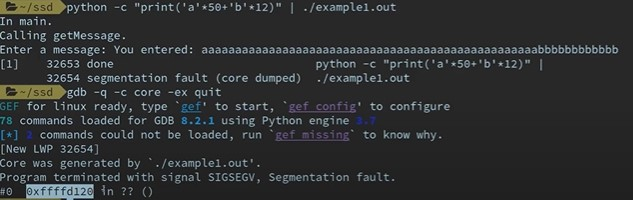 ~/ssd python -c "print('a'*50+'b'*12)" | ./example1.out
In main.
Calling getMessage.
Enter a message: You entered: aaaaaaaaaaaaaaaaaaaaaaaaaaaaaaaaaaaaaaaaaaaaaaaaaabbbbbbbbbbbb
[1]    32653 done                python -c "print('a'*50+'b'*12)" |
       32654 segmentation fault (core dumped)  ./example1.out
~/ssd gdb -q -c core -ex quit
GEF for linux ready, type `gef' to start, `gef config' to configure
78 commands loaded for GDB 8.2.1 using Python engine 3.7
[*] 2 commands could not be loaded, run `gef missing` to know why.
[New LWP 32654]
Core was generated by `./example1.out'.
Program terminated with signal SIGSEGV, Segmentation fault.
#0  0xffffd120 in ?? ()